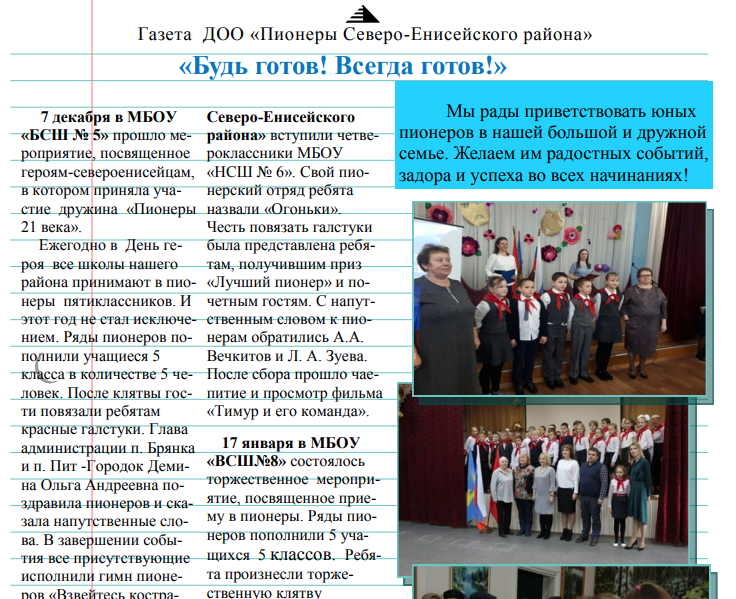 Газета ДОО «Пионеры Северо-Енисейского района»
«Будь готов! Всегда готов!»
7 декабря в МБОУ
«БСШ № 5» прошло ме-
роприятие, посвященное
героям-североенисейцам,
в котором приняла уча-
стие дружина «Пионеры
21 века».
Ежегодно в День ге-
роя все школы нашего
района принимают в пио-
неры пятиклассников. И
этот год не стал исключе-
нием. Ряды пионеров по-
полнили учащиеся 5
класса в количестве 5 че-
ловек. После клятвы гос-
ти повязали ребятам
красные галстуки. Глава
администрации п. Брянка
и п. Пит -Городок Деми-
на Ольга Андреевна по-
здравила пионеров и ска-
зала напутственные сло-
ва. В завершении собы-
тия все присутствующие
исполнили гимн пионе-
ров «Взвейтесь костра-
Северо-Енисейского
района» вступили четве-
роклассники МБОУ
«НСШ № 6». Свой пио-
нерский отряд ребята
назвали «Огоньки».
Честь повязать галстуки
была представлена ребя-
там, получившим приз
«Лучший пионер» и по-
четным гостям. С напут-
ственным словом к пио-
нерам обратились А.А.
Вечкитов и Л. А. Зуева.
После сбора прошло чае-
питие и просмотр фильма
«Тимур и его команда».
17 января в МБОУ
«ВСШ№8» состоялось
торжественное меропри-
ятие, посвященное прие-
му в пионеры. Ряды пио-
неров пополнили 5 уча-
щихся 5 классов. Ребя-
та произнесли торже-
ственную клятву
Мы рады приветствовать юных
пионеров в нашей большой и дружной
семье. Желаем им радостных событий,
задора и успеха во всех начинаниях!